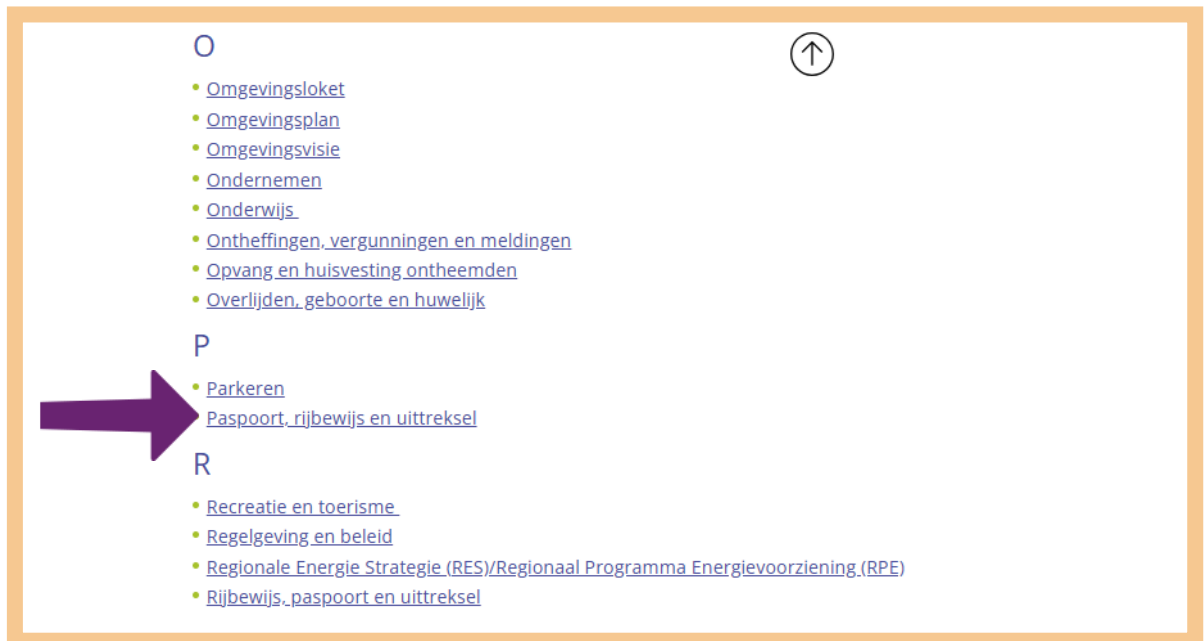 O
Omgevingsloket
Omgevingsplan
Omgevingsvisie
Ondernemen
Onderwijs
Ontheffingen, vergunningen en meldingen
Opvang en huisvesting ontheemden
Overlijden, geboorte en huwelijk
P
Parkeren
Paspoort, rijbewijs en uittreksel
R
Recreatie en toerisme
Regelgeving en beleid
Regionale Energie Strategie (RES)/Regionaal Programma Energievoorziening (RPE)
Rijbewijs, paspoort en uittreksel